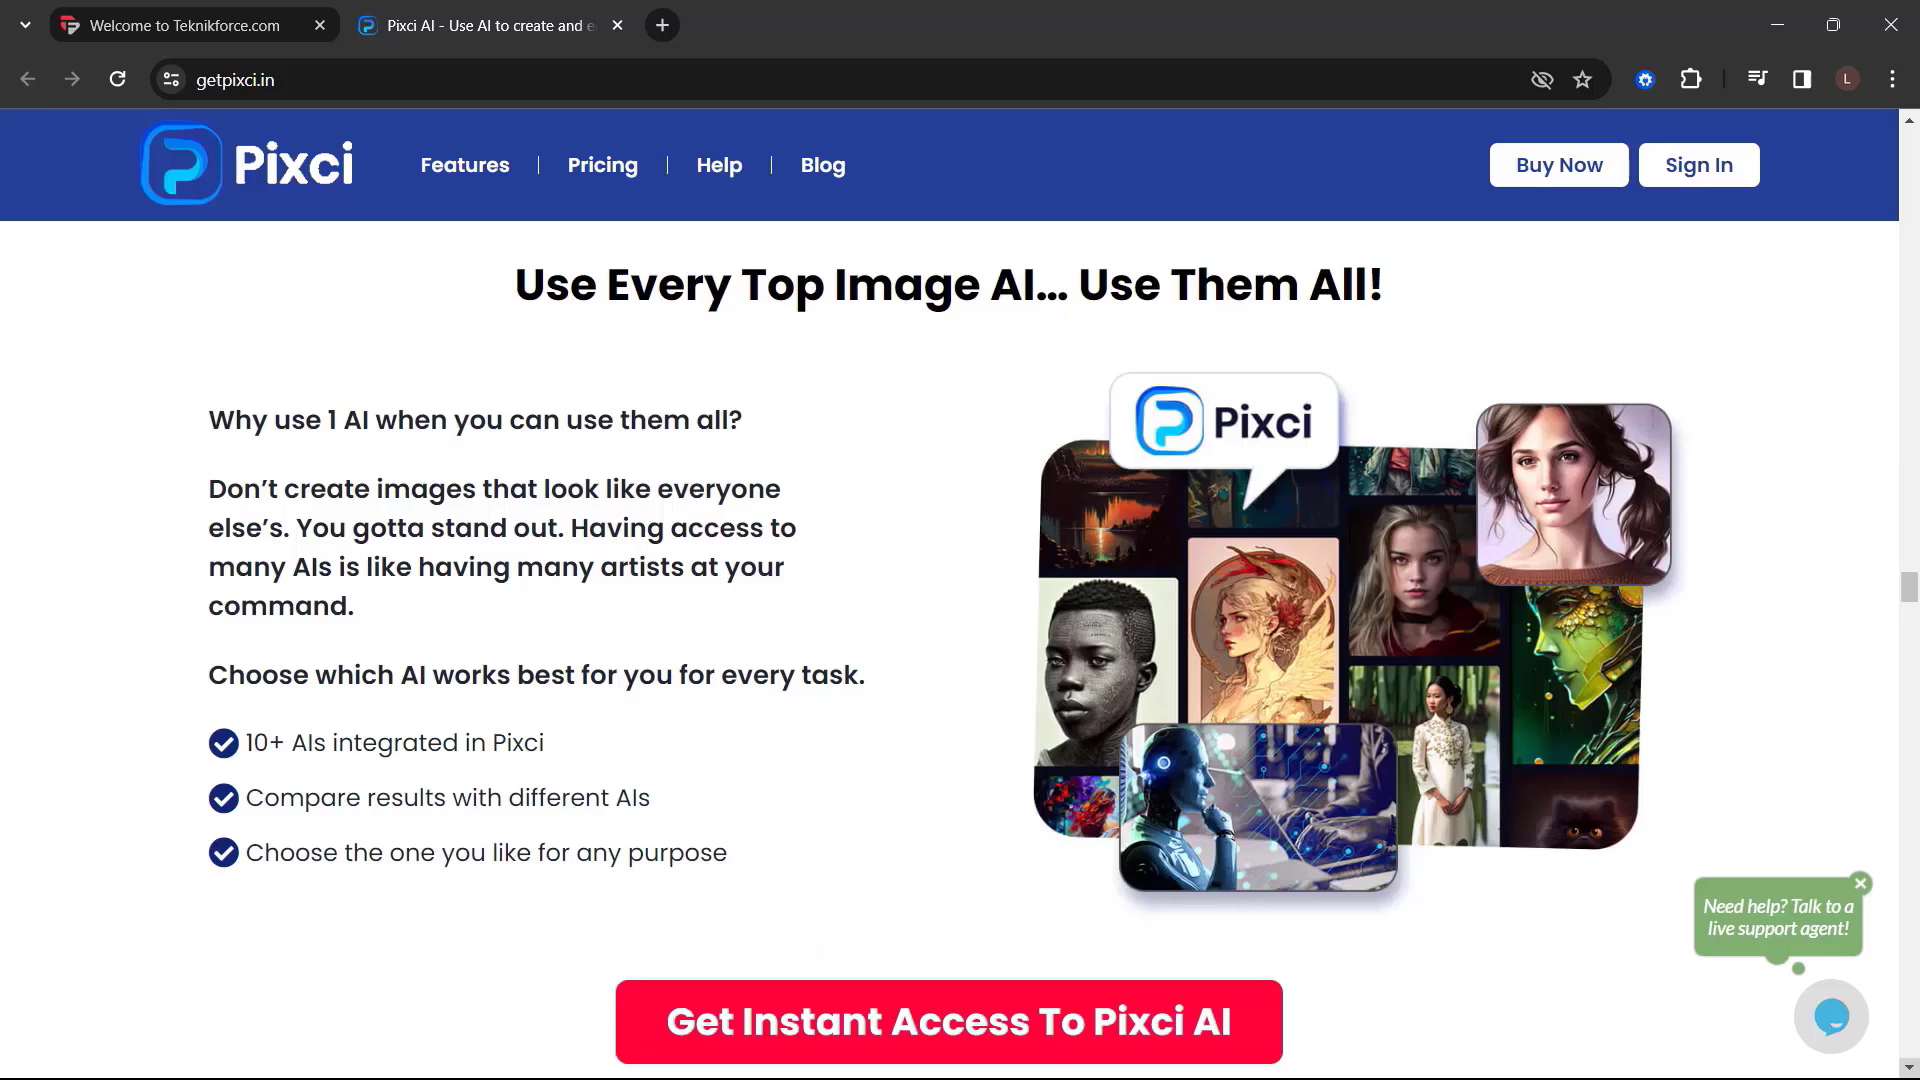 Welcome to Teknikforce.com
Pixci AI - Use AI to create and e
getpixci.in
L
Pixci
Features
Pricing
Help
Blog
Buy Now
Sign In
Use Every Top Image AI... Use Them All!
Why use 1 AI when you can use them all?
Don’t create images that look like everyone
else’s. You gotta stand out. Having access to
many AIs is like having many artists at your
command.
Choose which AI works best for you for every task.
10+ AIs integrated in Pixci
Compare results with different AIs
Choose the one you like for any purpose
Pixci
Need help? Talk to a
live support agent!
Get Instant Access To Pixci AI